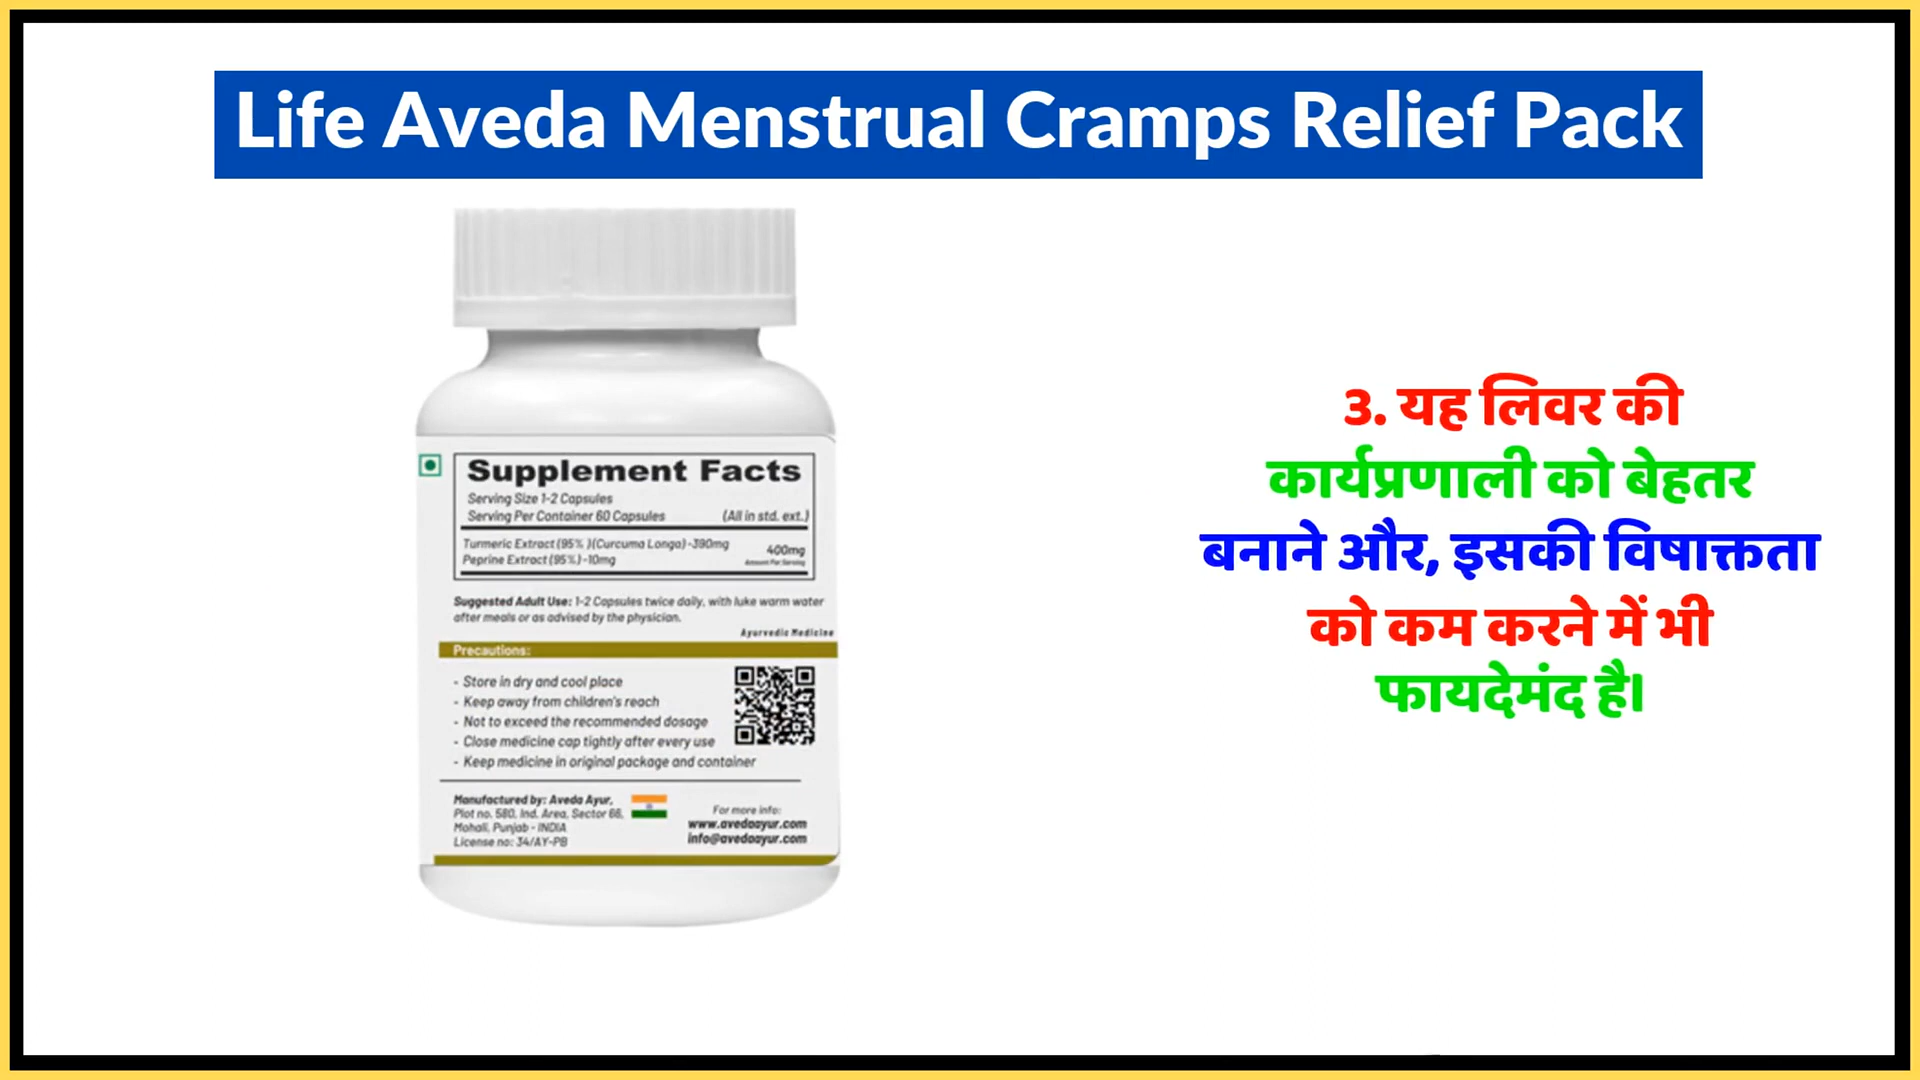 Life Aveda Menstrual Cramps Relief Pack
Supplement Facts
Serving Size 1-2 Capsules
Serving Per Container 60 Capsules (All in std. ext.)
Turmeric Extract (95% )(Curcuma Longa) -390mg
Peprine Extract (95%) -10mg
400mg
Amount Per Serving
Suggested Adult Use: 1-2 Capsules twice daily, with luke warm water
after meals or as advised by the physician.
Ayurvedic Medicine
Precautions:
- Store in dry and cool place
- Keep away from children's reach
- Not to exceed the recommended dosage
- Close medicine cap tightly after every use
- Keep medicine in original package and container
Manufactured by: Aveda Ayur,
Plot no. 580, Ind. Area, Sector 66,
Mohali, Punjab - INDIA
License no: 34/AY-PB
For more info:
www.avedaayur.com
info@avedaayur.com
3. यह लिवर की
कार्यप्रणाली को बेहतर
बनाने और, इसकी विषाक्तता
को कम करने में भी
फायदेमंद है।